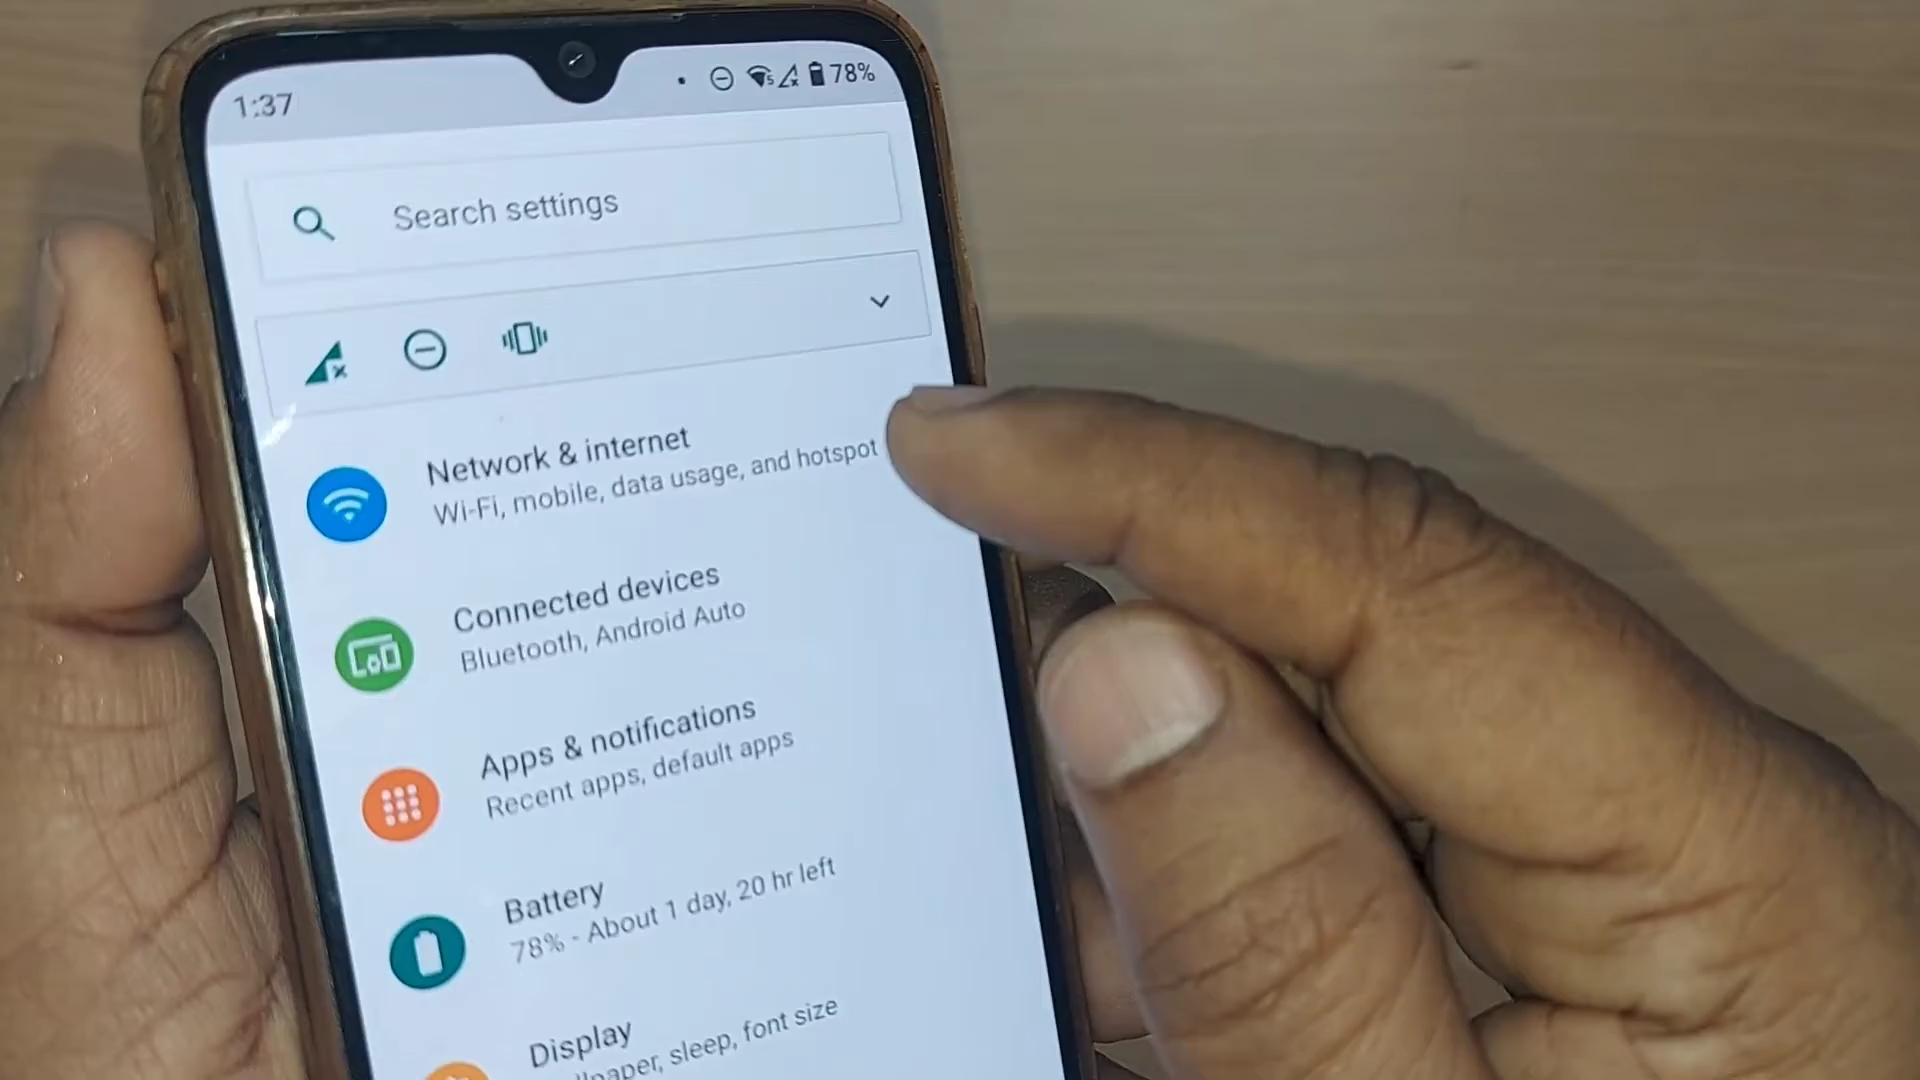 1:37
78%
Search settings
Network & internet
Wi-Fi, mobile, data usage, and hotspot
Connected devices
Bluetooth, Android Auto
Apps & notifications
Recent apps, default apps
Battery
78% - About 1 day, 20 hr left
Display
sleep, font size